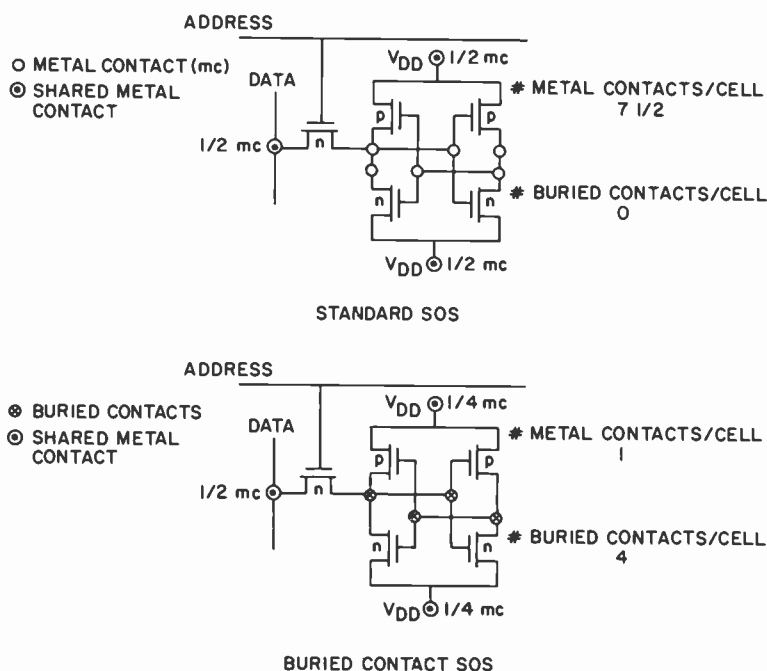 ADDRESS
METAL CONTACT (mc)
SHARED METAL
CONTACT
DATA
1/2 mc
VDD 1/2 mc
p
p
n
n
n
VDD 1/2 mc
# METAL CONTACTS/CELL
7 1/2
# BURIED CONTACTS/CELL
0
STANDARD SOS
ADDRESS
BURIED CONTACTS
SHARED METAL
CONTACT
DATA
1/2 mc
VDD 1/4 mc
p
p
n
n
n
VDD 1/4 mc
# METAL CONTACTS/CELL
1
# BURIED CONTACTS/CELL
4
BURIED CONTACT SOS